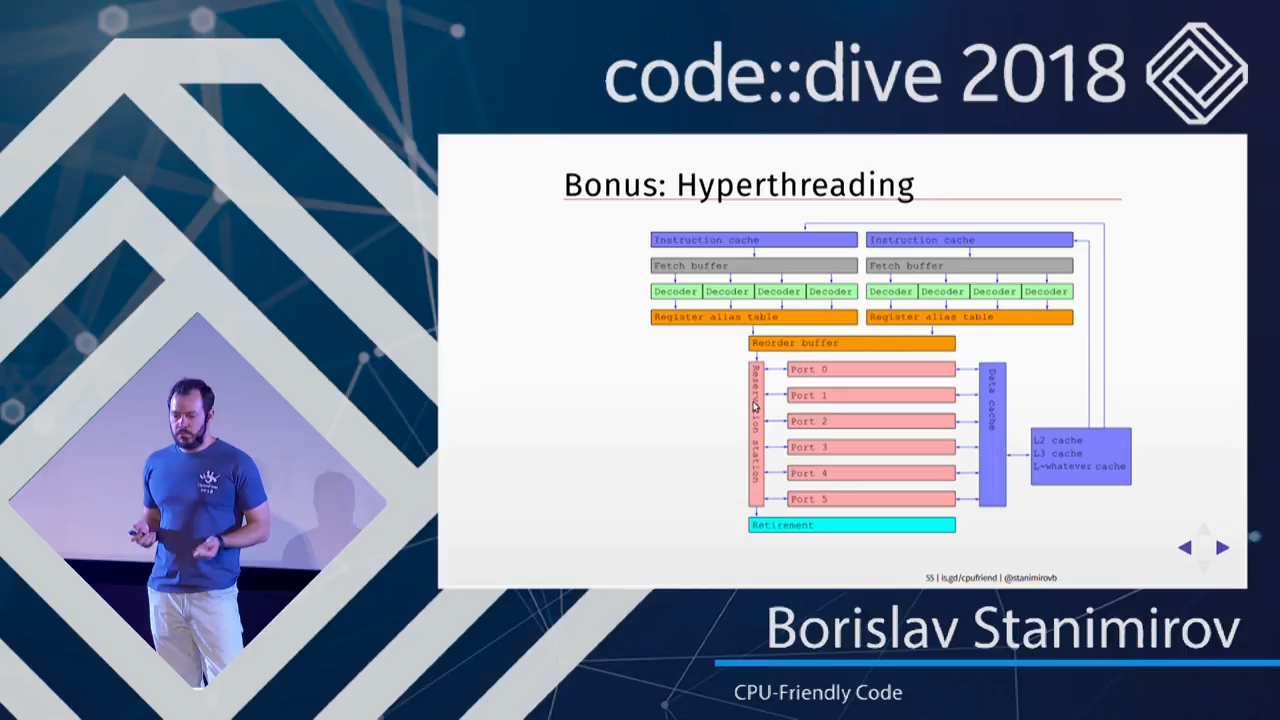 code::dive 2018
Bonus: Hyperthreading
Instruction cache
Instruction cache
Fetch buffer
Fetch buffer
Decoder Decoder Decoder Decoder
Decoder Decoder Decoder Decoder
Register alias table
Register alias table
Reorder buffer
Reservation station
Port 0
Port 1
Port 2
Port 3
Port 4
Port 5
Data cache
L2 cache
L3 cache
L-whatever cache
Retirement
55 | is.gd/cpufriend | @stanimirovb
Borislav Stanimirov
CPU-Friendly Code